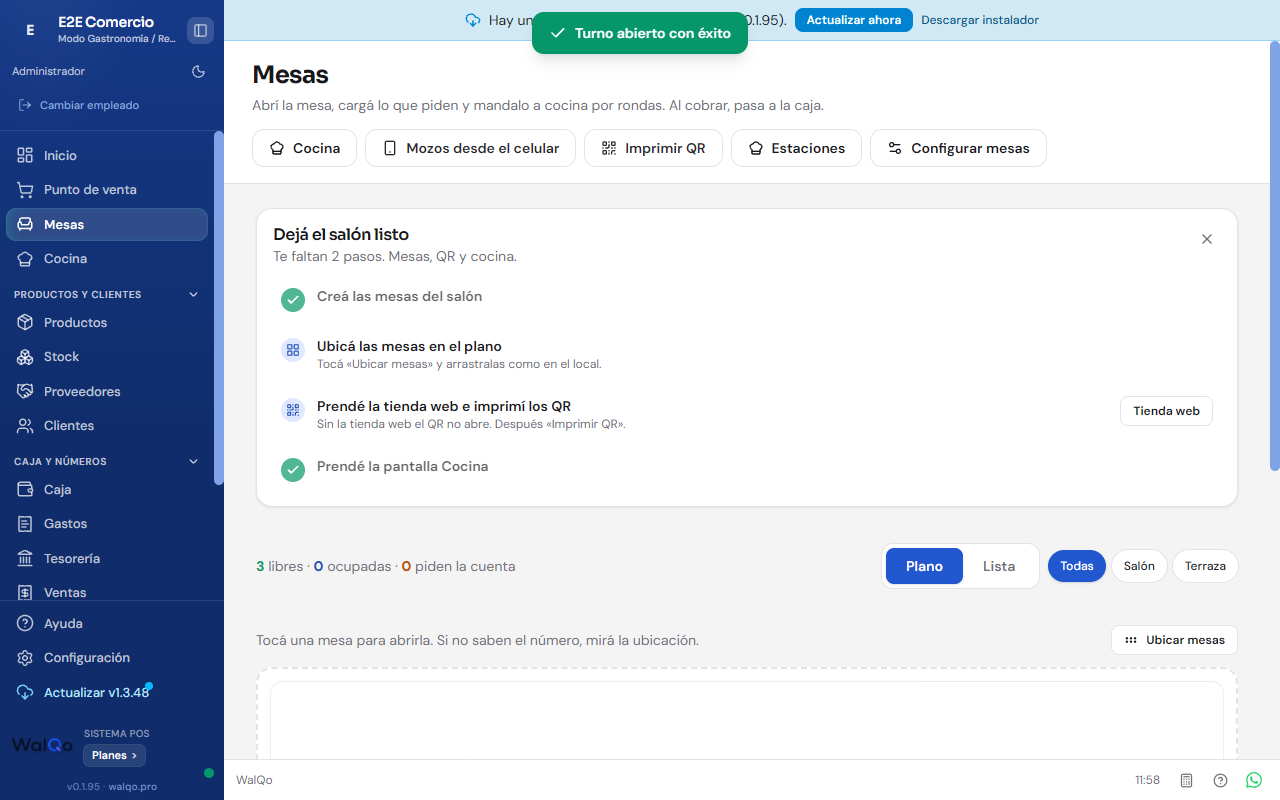 E
E2E Comercio
Modo Gastronomía / Re...
Administrador
Cambiar empleado
Inicio
Punto de venta
Mesas
Cocina
PRODUCTOS Y CLIENTES
Productos
Stock
Proveedores
Clientes
CAJA Y NÚMEROS
Caja
Gastos
Tesorería
Ventas
Ayuda
Configuración
Actualizar v1.3.48
WalQo
SISTEMA POS
Planes ›
v0.1.95 · walqo.pro
Hay un
0.1.95).
Actualizar ahora
Descargar instalador
Turno abierto con éxito
Mesas
Abrí la mesa, cargá lo que piden y mandalo a cocina por rondas. Al cobrar, pasa a la caja.
Cocina
Mozos desde el celular
Imprimir QR
Estaciones
Configurar mesas
Dejá el salón listo
Te faltan 2 pasos. Mesas, QR y cocina.
Creá las mesas del salón
Ubicá las mesas en el plano
Tocá «Ubicar mesas» y arrastralas como en el local.
Prendé la tienda web e imprimí los QR
Sin la tienda web el QR no abre. Después «Imprimir QR».
Tienda web
Prendé la pantalla Cocina
3 libres · 0 ocupadas · 0 piden la cuenta
Plano
Lista
Todas
Salón
Terraza
Tocá una mesa para abrirla. Si no saben el número, mirá la ubicación.
Ubicar mesas
WalQo
11:58